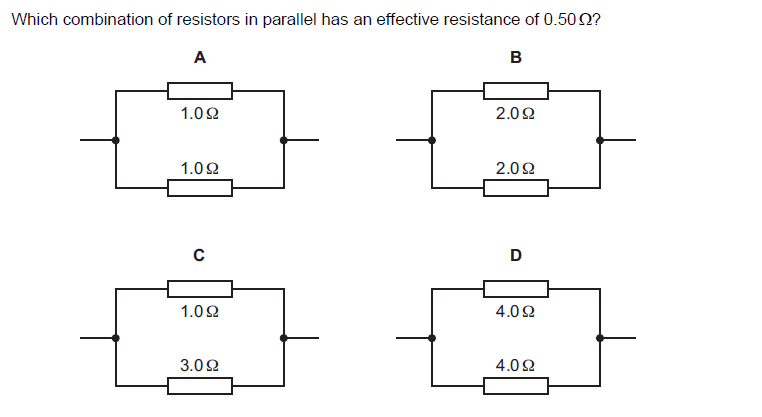 Which combination of resistors in parallel has an effective resistance of 0.50 Ω?
A
B
1.0 Ω
2.0 Ω
1.0 Ω
2.0 Ω
C
D
1.0 Ω
4.0 Ω
3.0 Ω
4.0 Ω